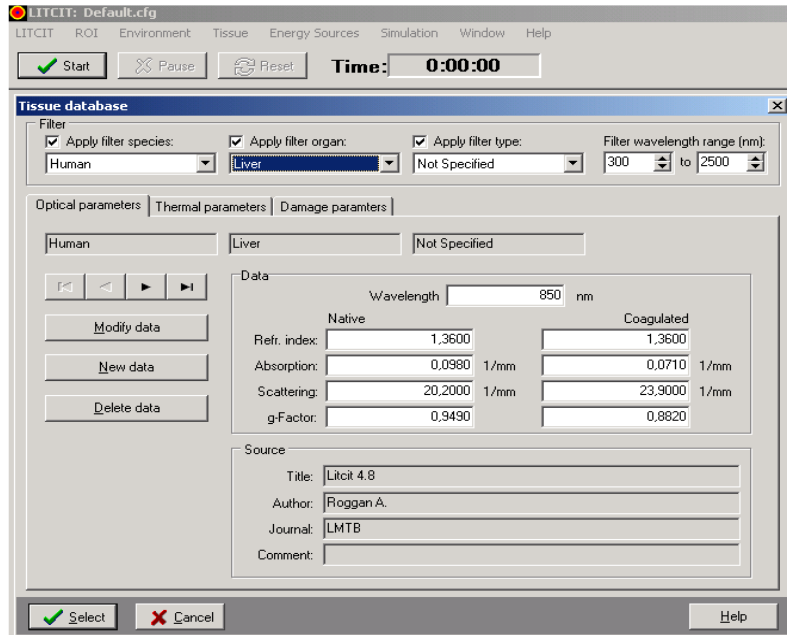 LITCIT: Default.cfg
LITCIT ROI Environment Tissue Energy Sources Simulation Window Help
Start Pause Reset Time: 0:00:00
Tissue database
Filter
Apply filter species: Apply filter organ: Apply filter type: Filter wavelength range (nm):
Human Liver Not Specified 300 to 2500
Optical parameters Thermal parameters Damage paramters
Human Liver Not Specified
Data
Wavelength 850 nm
Native Coagulated
Modify data
Refr. index: 1,3600 1,3600
New data
Absorption: 0,0980 1/mm 0,0710 1/mm
Scattering: 20,2000 1/mm 23,9000 1/mm
Delete data
g-Factor: 0,9490 0,8820
Source
Title: Litcit 4.8
Author: Roggan A.
Journal: LMTB
Comment:
Select Cancel Help